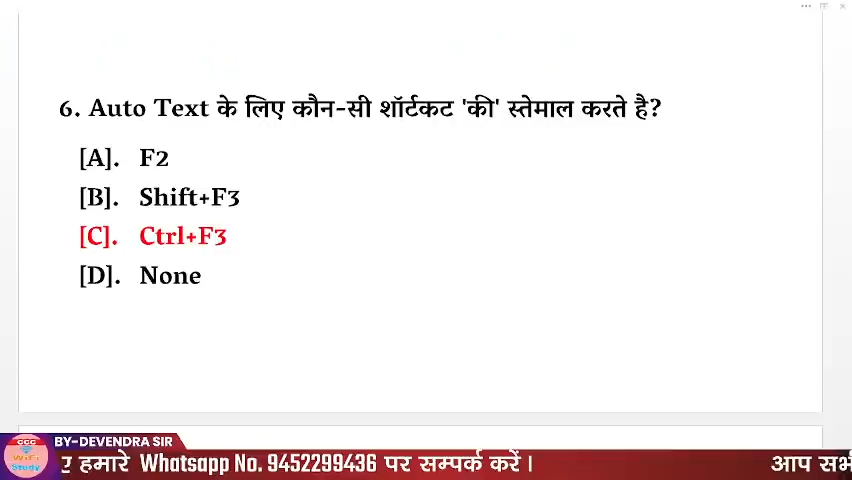 6. Auto Text के लिए कौन-सी शॉर्टकट 'की' स्तेमाल करते है?
[A]. F2
[B]. Shift+F3
[C]. Ctrl+F3
[D]. None
CCC
WiFi
Study
BY-DEVENDRA SIR
ए हमारे Whatsapp No. 9452299436 पर सम्पर्क करें। आप सभी